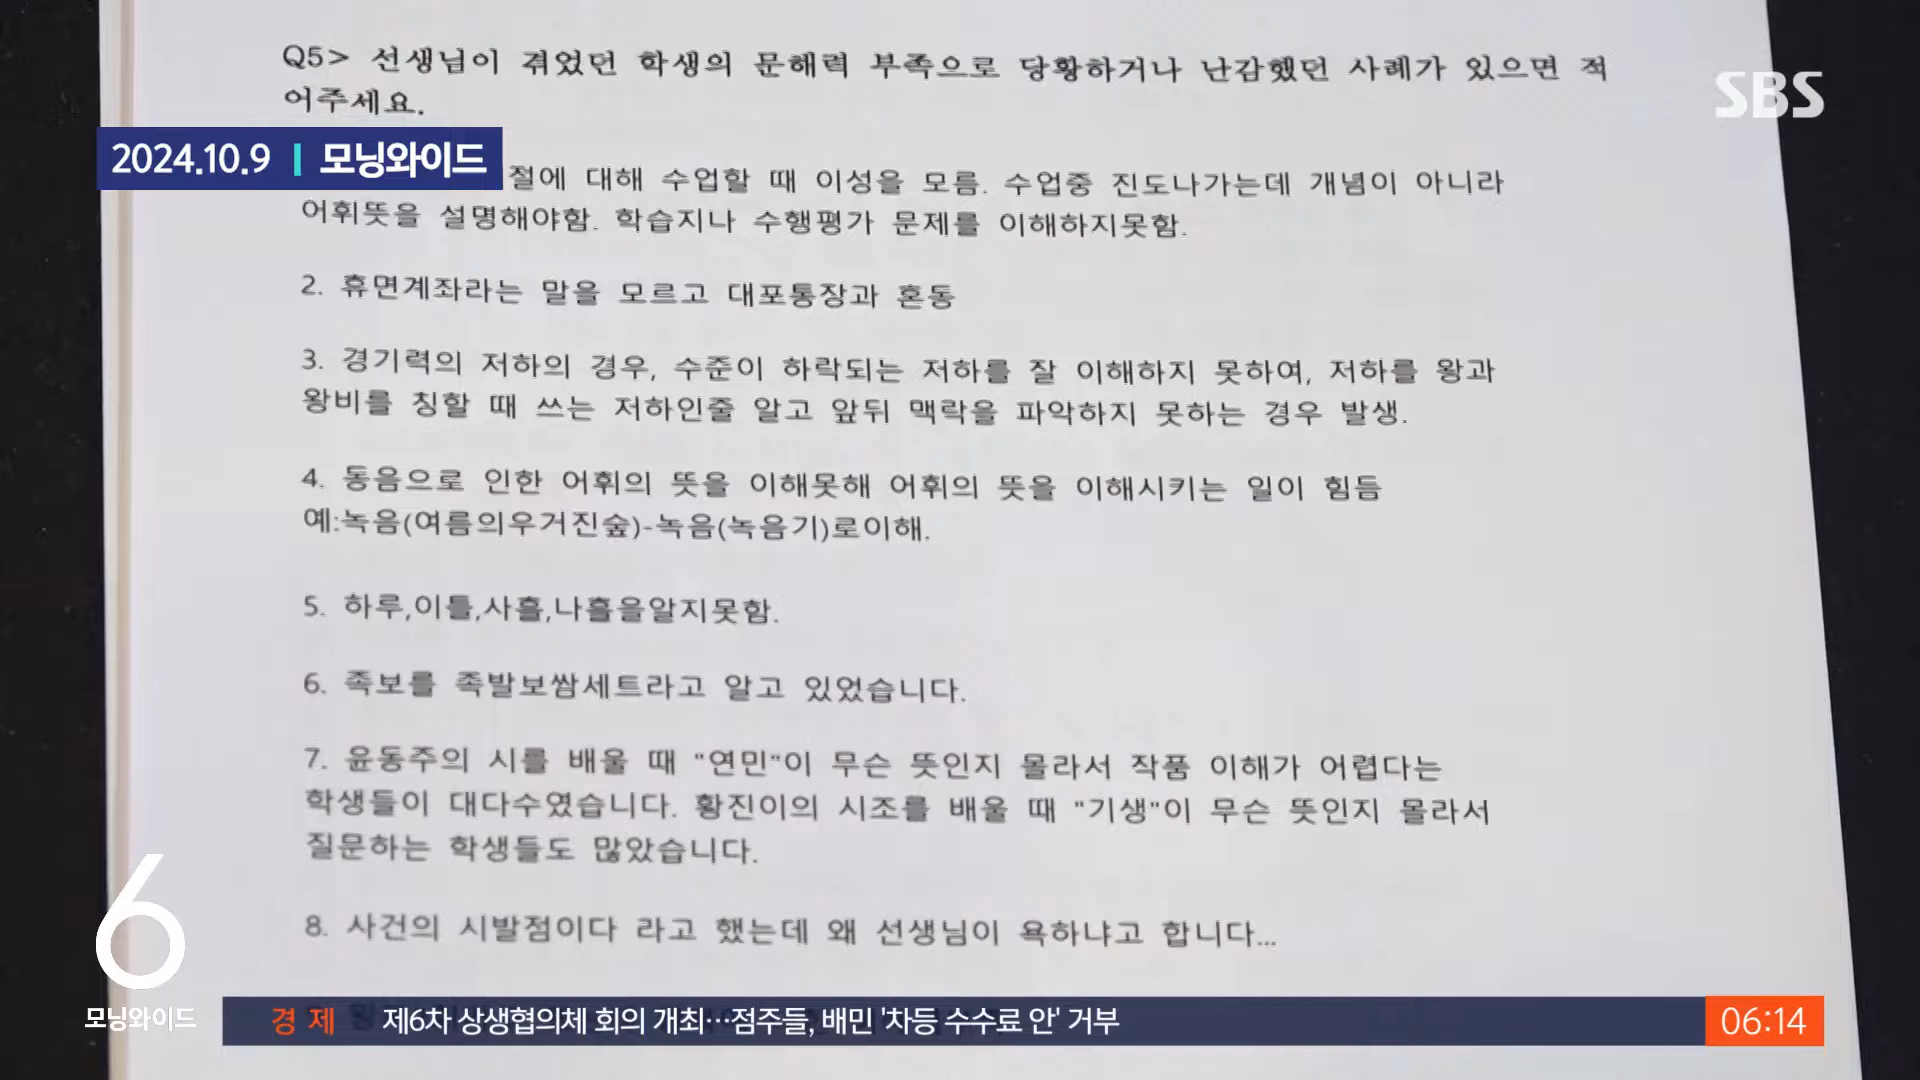 Q5> 선생님이 겪었던 학생의 문해력 부족으로 당황하거나 난감했던 사례가 있으면 적
어주세요.
SBS
2024.10.9 | 모닝와이드
절에 대해 수업할 때 이성을 모름. 수업중 진도나가는데 개념이 아니라
어휘뜻을 설명해야함. 학습지나 수행평가 문제를 이해하지못함.
2. 휴면계좌라는 말을 모르고 대포통장과 혼동
3. 경기력의 저하의 경우, 수준이 하락되는 저하를 잘 이해하지 못하여, 저하를 왕과
왕비를 칭할 때 쓰는 저하인줄 알고 앞뒤 맥락을 파악하지 못하는 경우 발생.
4. 동음으로 인한 어휘의 뜻을 이해못해 어휘의 뜻을 이해시키는 일이 힘듬
예:녹음(여름의우거진숲)-녹음(녹음기)로이해.
5. 하루,이틀,사흘,나흘을알지못함.
6. 족보를 족발보쌈세트라고 알고 있었습니다.
7. 윤동주의 시를 배울 때 "연민"이 무슨 뜻인지 몰라서 작품 이해가 어렵다는
학생들이 대다수였습니다. 황진이의 시조를 배울 때 "기생"이 무슨 뜻인지 몰라서
질문하는 학생들도 많았습니다.
8. 사건의 시발점이다 라고 했는데 왜 선생님이 욕하냐고 합니다...
6
모닝와이드
경제 제6차 상생협의체 회의 개최…점주들, 배민 '차등 수수료 안' 거부
06:14